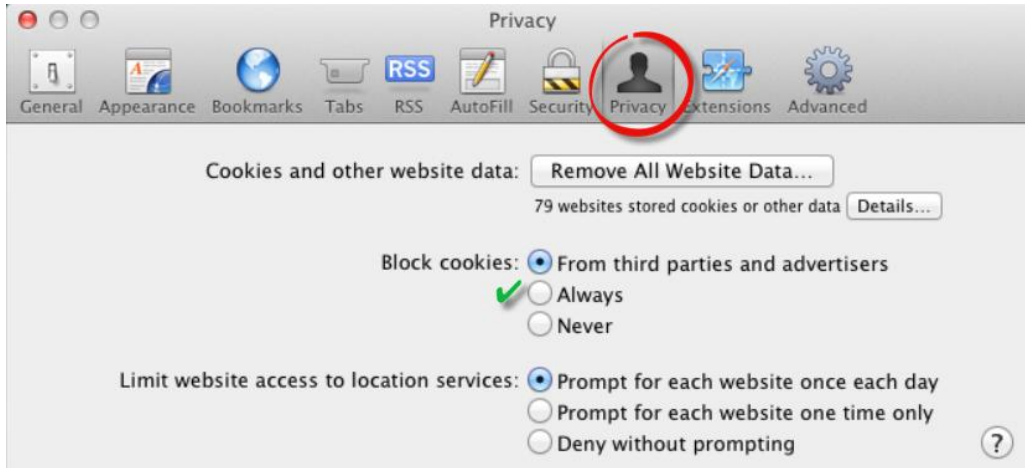 Privacy
General Appearance Bookmarks Tabs RSS RSS AutoFill Security Privacy Extensions Advanced
Cookies and other website data: Remove All Website Data...
79 websites stored cookies or other data Details...
Block cookies: From third parties and advertisers
Always
Never
Limit website access to location services: Prompt for each website once each day
Prompt for each website one time only
Deny without prompting
?